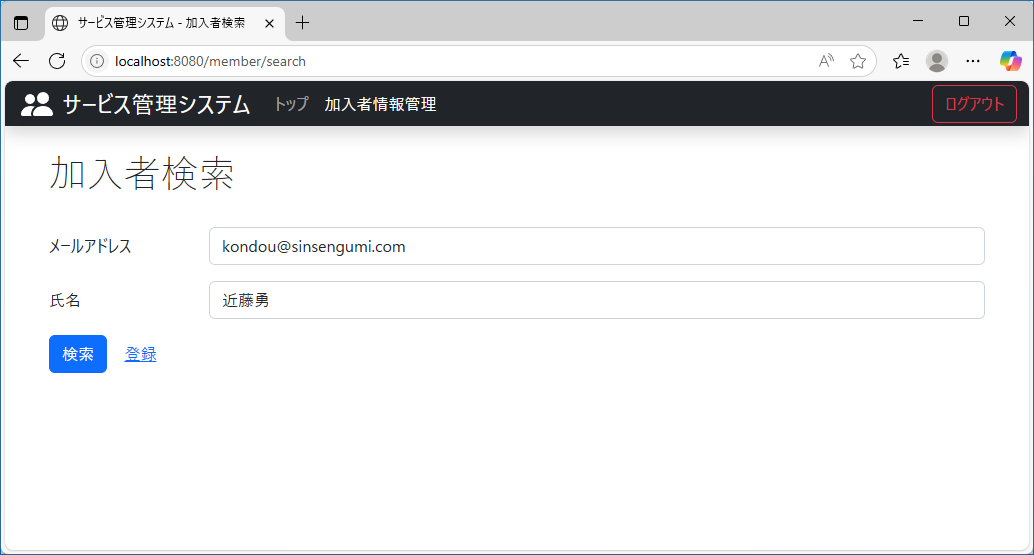 サービス管理システム - 加入者検索
localhost:8080/member/search
サービス管理システム トップ 加入者情報管理 ログアウト
加入者検索
メールアドレス kondou@sinsengumi.com
氏名 近藤勇
検索 登録